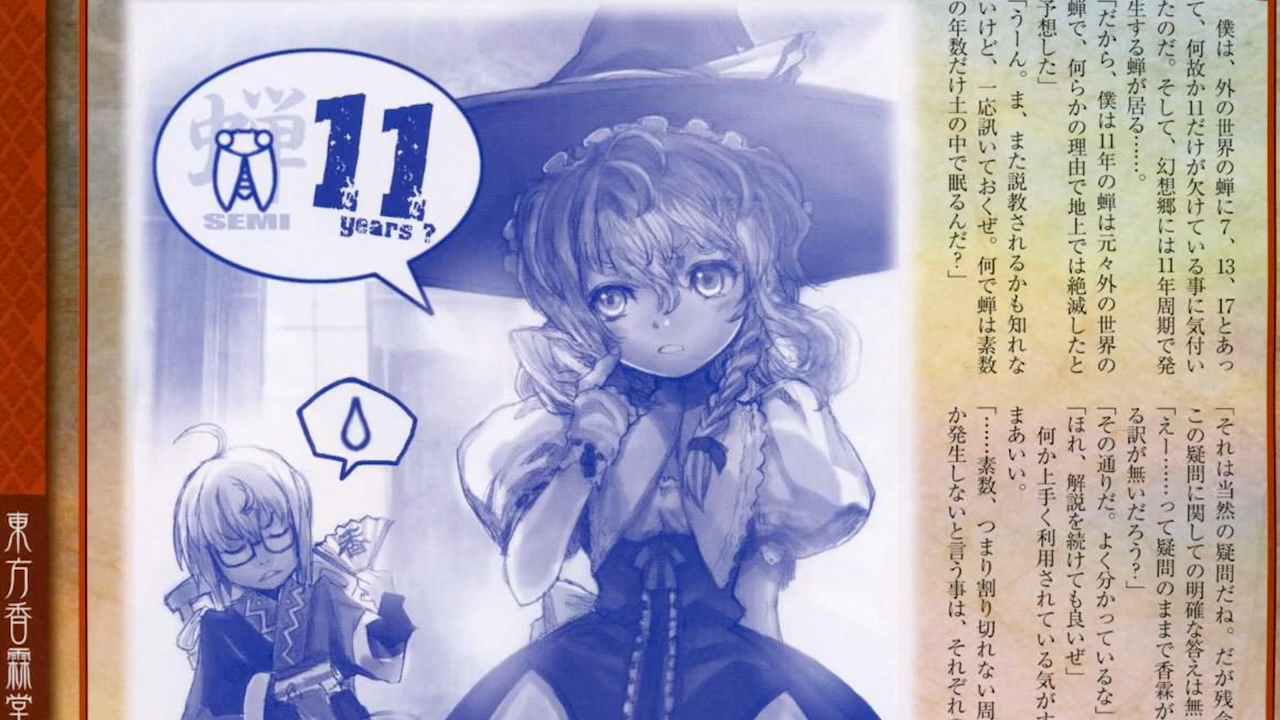 僕は、外の世界の蝉に7、13、17とあっ
て、何故か11だけが欠けている事に気付い
たのだ。そして、幻想郷には11年周期で発
生する蝉が居る……。
「だから、僕は11年の蝉は元々外の世界の
蝉で、何らかの理由で地上では絶滅したと
予想した」
「うーん。ま、また説教されるかも知れな
いけど、一応訊いておくぜ。何で蝉は素数
の年数だけ土の中で眠るんだ？」
「それは当然の疑問だね。だが残念
この疑問に関しての明確な答えは無
「えー……って疑問のままで香霖が
る訳が無いだろう？」
「その通りだ。よく分かっているな」
「ほれ、解説を続けても良いぜ」
何か上手く利用されている気がす
まあいい。
「……素数、つまり割り切れない周
か発生しないと言う事は、それぞれの
蝉
SEMI
11
years ?
香
東方香霖堂